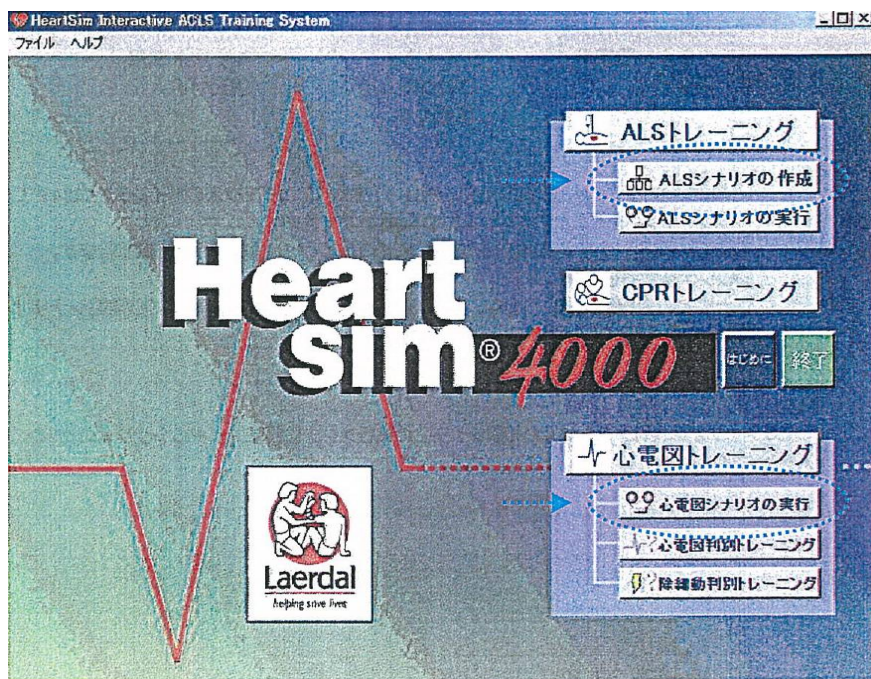 HeartSim Interactive ACLS Training System
ファイル ヘルプ
ALSトレーニング
ALSシナリオの作成
ALSシナリオの実行
CPRトレーニング
Heart
sim® 4000
はじめに
終了
心電図トレーニング
心電図シナリオの実行
心電図判別トレーニング
除細動判別トレーニング
Laerdal
helping save lives